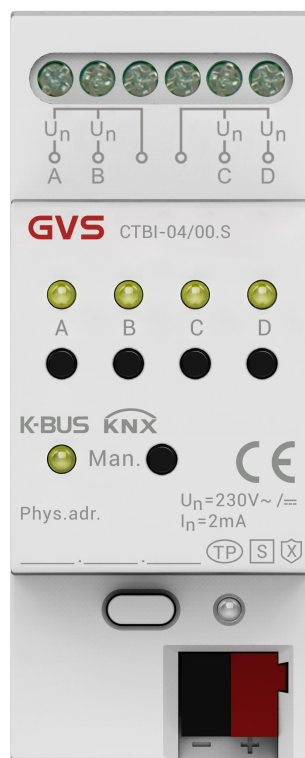 Un Un Un Un
A B C D
GVS CTBI-04/00.S
A B C D
K-BUS KNX
Man.
CE
Un=230V~/⎓
Phys.adr. In=2mA
TP S X
− +